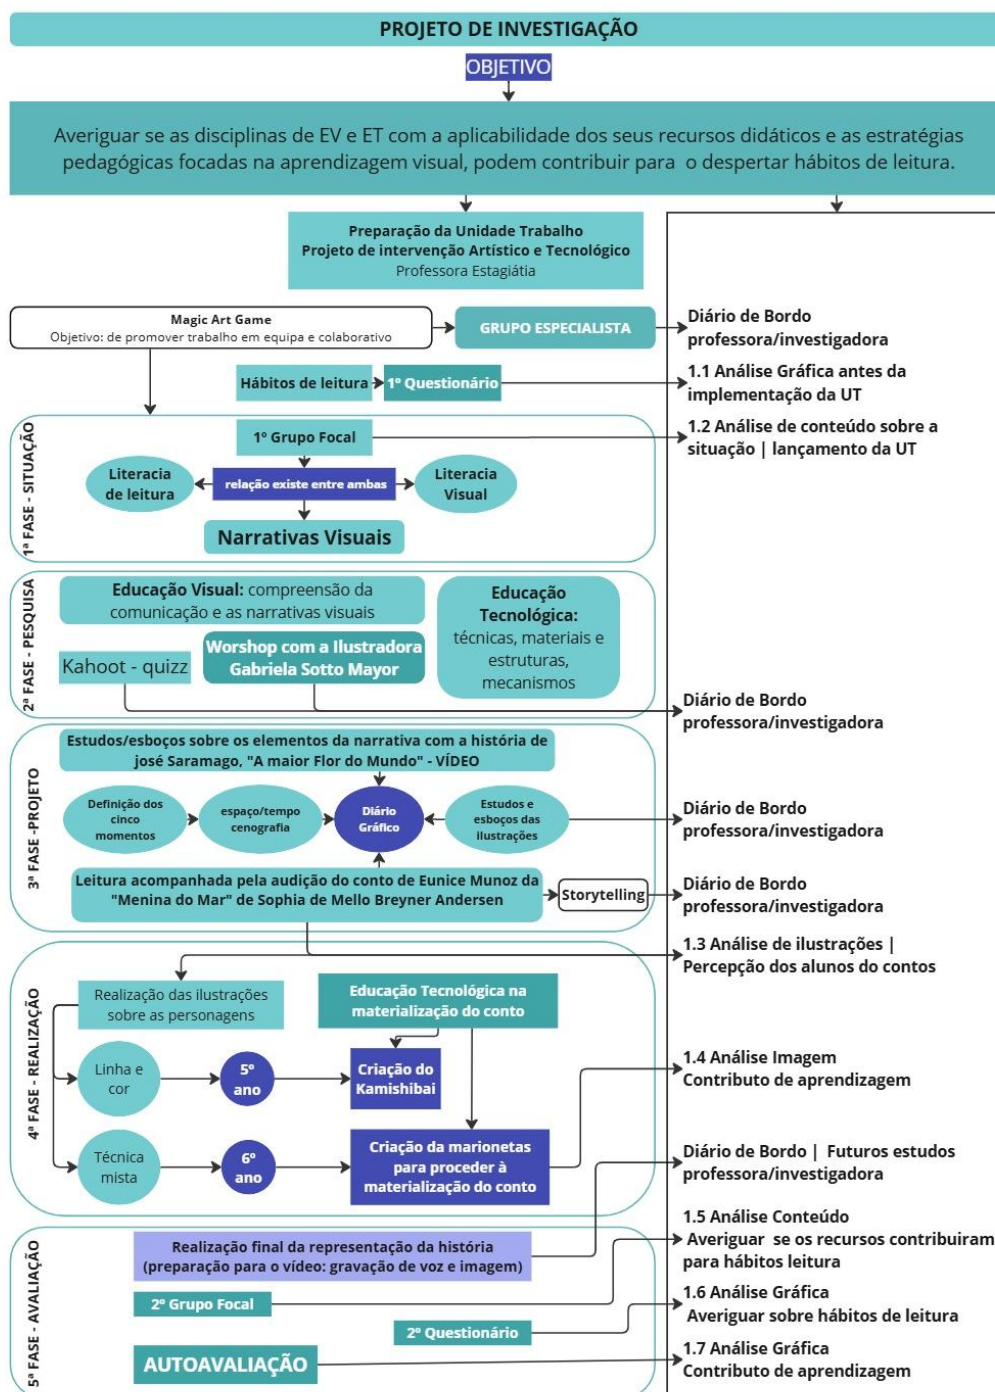 PROJETO DE INVESTIGAÇÃO
OBJETIVO
Averiguar se as disciplinas de EV e ET com a aplicabilidade dos seus recursos didáticos e as estratégias
pedagógicas focadas na aprendizagem visual, podem contribuir para o despertar hábitos de leitura.
Preparação da Unidade Trabalho
Projeto de intervenção Artístico e Tecnológico
Professora Estagiátia
Magic Art Game
Objetivo: de promover trabalho em equipa e colaborativo
GRUPO ESPECIALISTA
Diário de Bordo
professora/investigadora
Hábitos de leitura
1º Questionário
1.1 Análise Gráfica antes da
implementação da UT
1ª FASE - SITUAÇÃO
1º Grupo Focal
1.2 Análise de conteúdo sobre a
situação | lançamento da UT
Literacia
de leitura
relação existe entre ambas
Literacia
Visual
Narrativas Visuais
2ª FASE - PESQUISA
Educação Visual: compreensão da
comunicação e as narrativas visuais
Educação
Tecnológica:
técnicas, materiais e
estruturas,
mecanismos
Kahoot - quizz
Worshop com a Ilustradora
Gabriela Sotto Mayor
Diário de Bordo
professora/investigadora
3ª FASE -PROJETO
Estudos/esboços sobre os elementos da narrativa com a história de
josé Saramago, "A maior Flor do Mundo" - VÍDEO
Definição dos
cinco
momentos
espaço/tempo
cenografia
Diário
Gráfico
Estudos e
esboços das
ilustrações
Diário de Bordo
professora/investigadora
Leitura acompanhada pela audição do conto de Eunice Munoz da
"Menina do Mar" de Sophia de Mello Breyner Andersen
Storytelling
Diário de Bordo
professora/investigadora
1.3 Análise de ilustrações |
Percepção dos alunos do contos
4ª FASE - REALIZAÇÃO
Realização das ilustrações
sobre as personagens
Educação Tecnológica na
materialização do conto
Linha e
cor
5º
ano
Criação do
Kamishibai
1.4 Análise Imagem
Contributo de aprendizagem
Técnica
mista
6º
ano
Criação da marionetas
para proceder à
materialização do conto
Diário de Bordo | Futuros estudos
professora/investigadora
5ª FASE - AVALIAÇÃO
Realização final da representação da história
(preparação para o vídeo: gravação de voz e imagem)
1.5 Análise Conteúdo
Averiguar se os recursos contribuiram
para hábitos leitura
2º Grupo Focal
1.6 Análise Gráfica
Averiguar sobre hábitos de leitura
2º Questionário
AUTOAVALIAÇÃO
1.7 Análise Gráfica
Contributo de aprendizagem